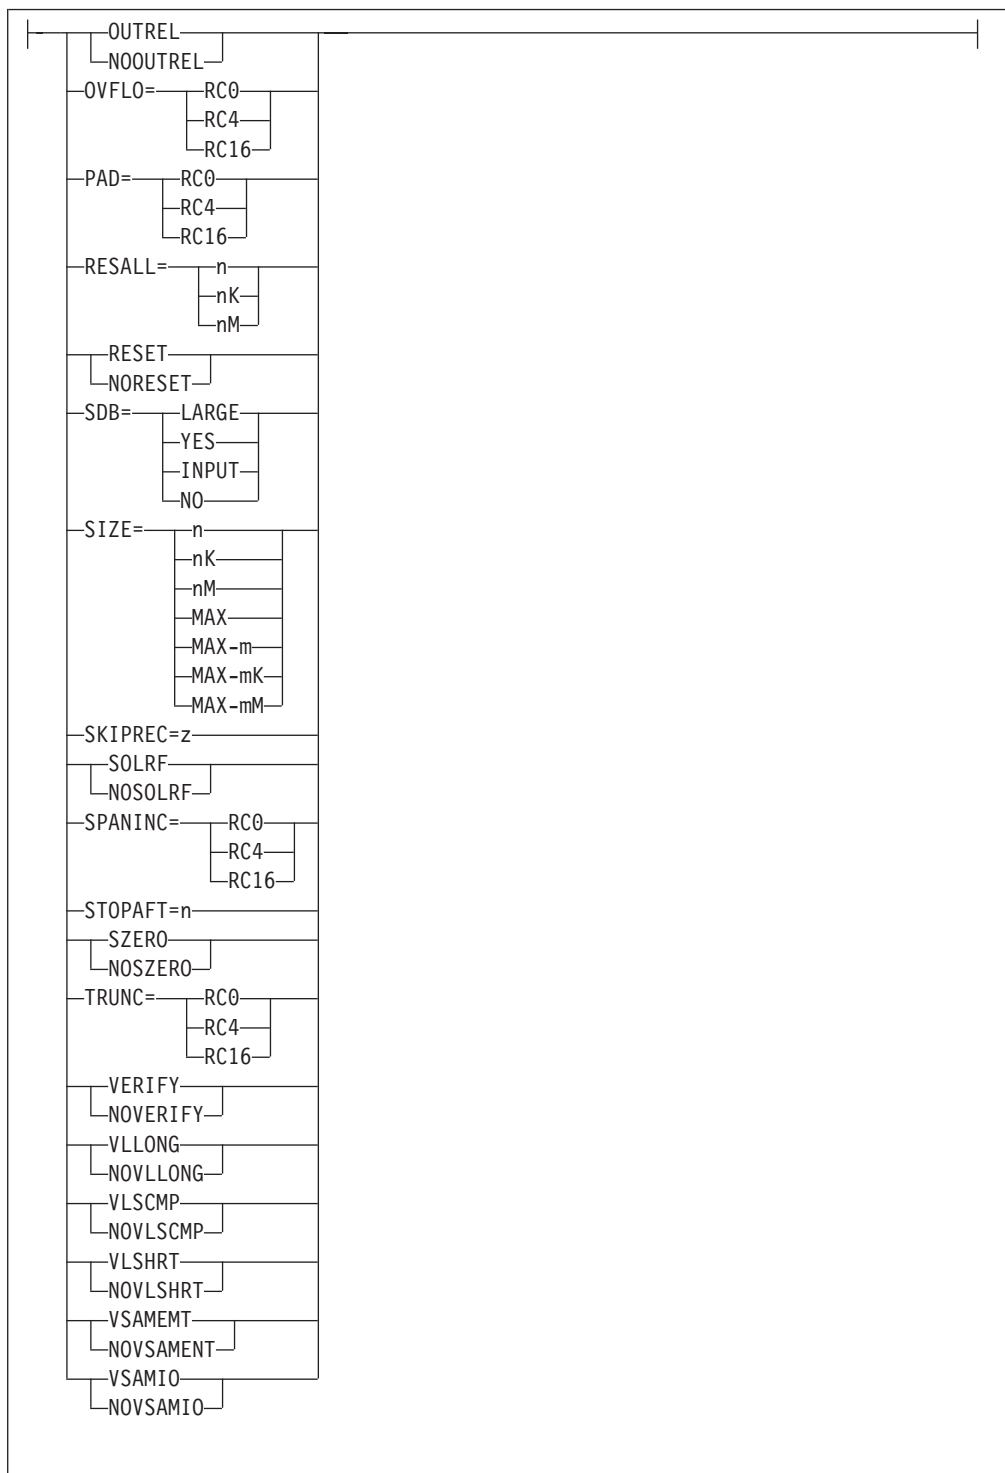 OUTREL
NOOUTREL
OVFLO= RC0
RC4
RC16
PAD= RC0
RC4
RC16
RESALL= n
nK
nM
RESET
NORESET
SDB= LARGE
YES
INPUT
NO
SIZE= n
nK
nM
MAX
MAX-m
MAX-mK
MAX-mM
SKIPREC=z
SOLRF
NOSOLRF
SPANINC= RC0
RC4
RC16
STOPAFT=n
SZERO
NOSZERO
TRUNC= RC0
RC4
RC16
VERIFY
NOVERIFY
VLLONG
NOVLLONG
VLSCMP
NOVLSCMP
VLSHRT
NOVLSHRT
VSAMEMT
NOVSAMENT
VSAMIO
NOVSAMIO